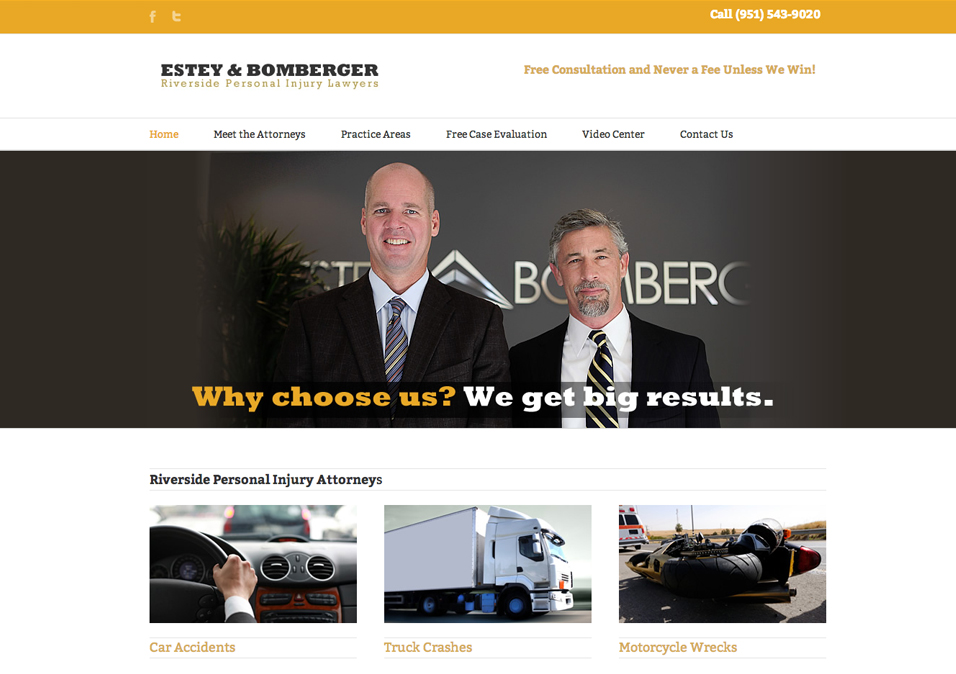 Call (951) 543-9020
ESTEY & BOMBERGER
Riverside Personal Injury Lawyers
Free Consultation and Never a Fee Unless We Win!
Home Meet the Attorneys Practice Areas Free Case Evaluation Video Center Contact Us
Why choose us? We get big results.
Riverside Personal Injury Attorneys
Car Accidents Truck Crashes Motorcycle Wrecks